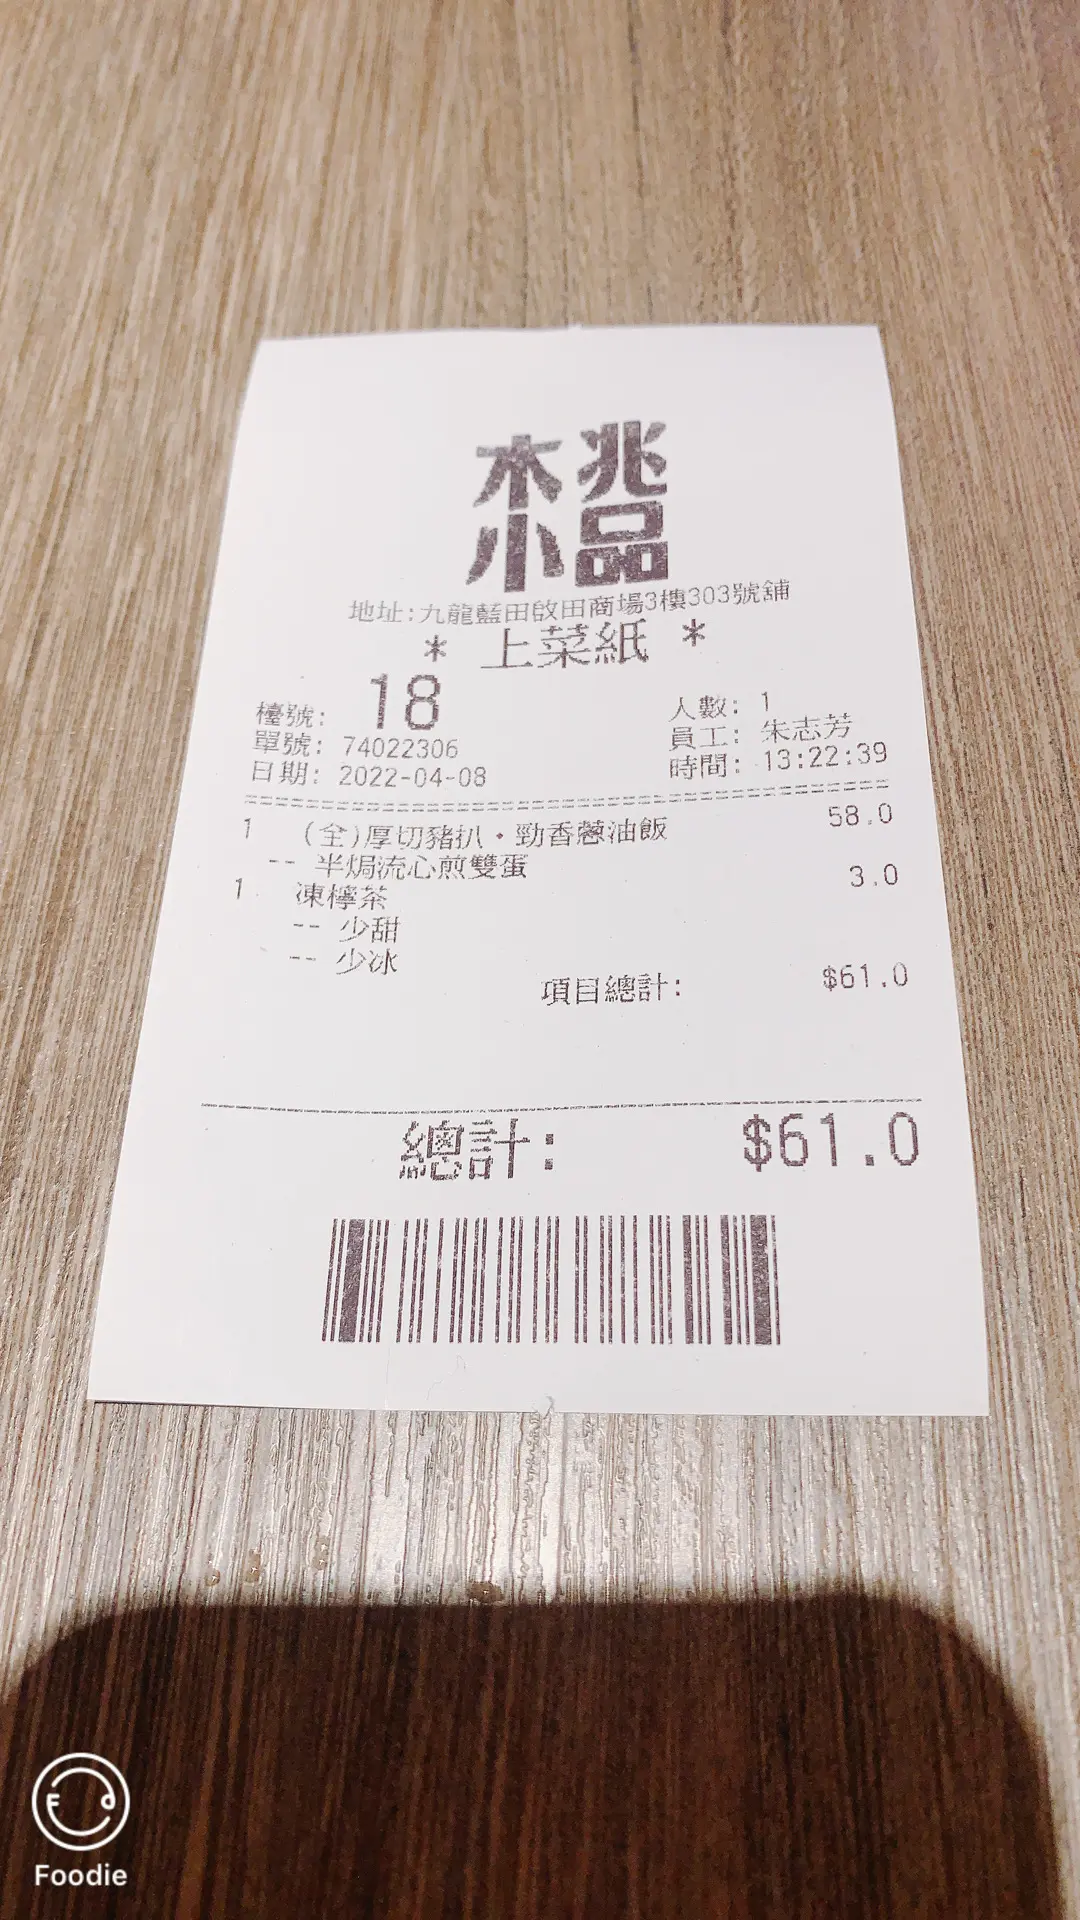 木兆
小品
地址:九龍藍田啟田商場3樓303號舖
* 上菜紙 *
檯號: 18 人數: 1
單號: 74022306 員工: 朱志芳
日期: 2022-04-08 時間: 13:22:39
1 (全)厚切豬扒・勁香蔥油飯 58.0
-- 半焗流心煎雙蛋
1 凍檸茶 3.0
-- 少甜
-- 少冰
項目總計: $61.0
總計: $61.0
Foodie